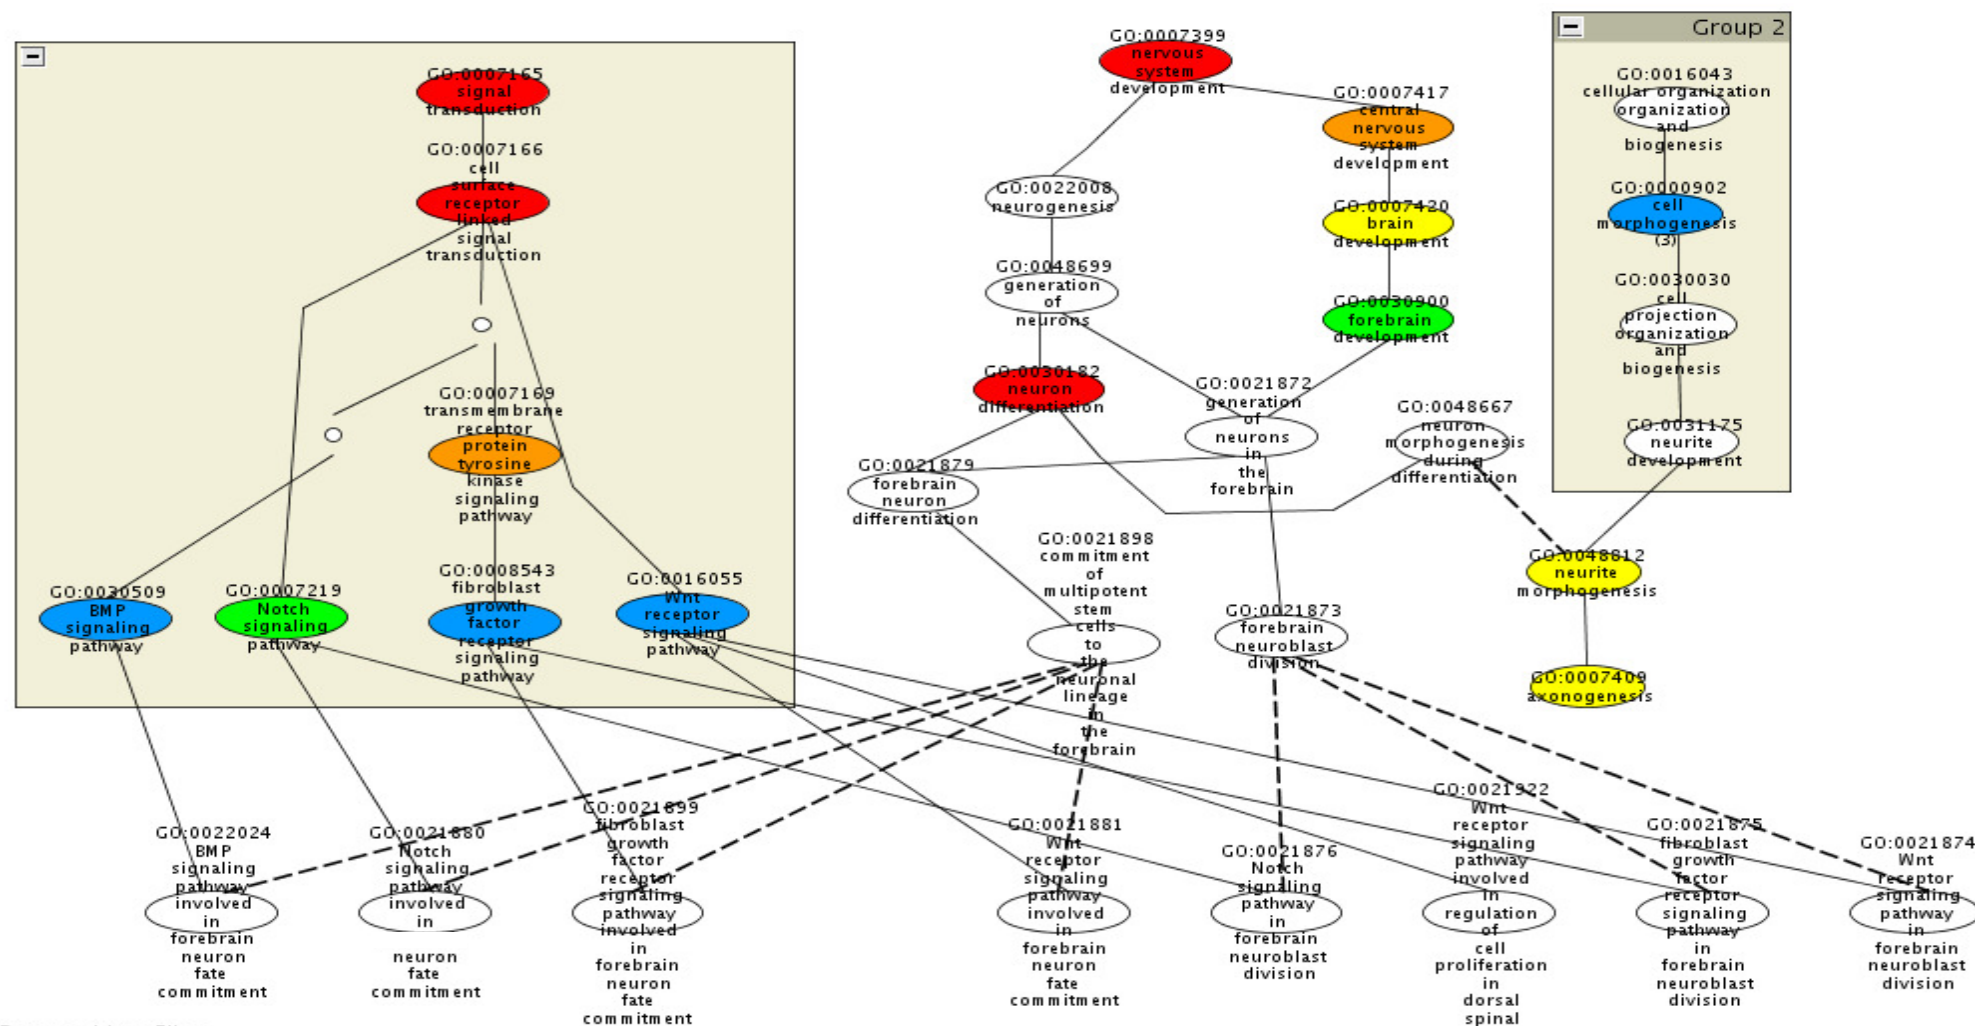 Group 2
GO:0007165
signal
transduction
GO:0007166
cell
surface
receptor
linked
signal
transduction
GO:0007169
transmembrane
receptor
protein
tyrosine
kinase
signaling
pathway
GO:0030509
BMP
signaling
pathway
GO:0007219
Notch
signaling
pathway
GO:0008543
fibroblast
growth
factor
receptor
signaling
pathway
GO:0016055
Wnt
receptor
signaling
pathway
GO:0007399
nervous
system
development
GO:0007417
central
nervous
system
development
GO:0022008
neurogenesis
GO:0007420
brain
development
GO:0048699
generation
of
neurons
GO:0030900
forebrain
development
GO:0030182
neuron
differentiation
GO:0021872
generation
of
neurons
in
the
forebrain
GO:0048667
neuron
morphogenesis
during
differentiation
GO:0021879
forebrain
neuron
differentiation
GO:0021898
commitment
of
multipotent
stem
cells
to
the
neuronal
lineage
in
the
forebrain
GO:0021873
forebrain
neuroblast
division
GO:0016043
cellular organization
organization
and
biogenesis
GO:0000902
cell
morphogenesis
(3)
GO:0030030
cell
projection
organization
and
biogenesis
GO:0031175
neurite
development
GO:0048812
neurite
morphogenesis
GO:0007409
axonogenesis
GO:0022024
BMP
signaling
pathway
involved
in
forebrain
neuron
fate
commitment
GO:0021880
Notch
signaling
pathway
involved
in
neuron
fate
commitment
GO:0021899
fibroblast
growth
factor
receptor
signaling
pathway
involved
in
forebrain
neuron
fate
commitment
GO:0021881
Wnt
receptor
signaling
pathway
involved
in
forebrain
neuron
fate
commitment
GO:0021876
Notch
signaling
pathway
in
forebrain
neuroblast
division
GO:0021922
Wnt
receptor
signaling
pathway
involved
in
regulation
of
cell
proliferation
in
dorsal
spinal
GO:0021875
fibroblast
growth
factor
receptor
signaling
pathway
in
forebrain
neuroblast
division
GO:0021874
Wnt
receptor
signaling
pathway
in
forebrain
neuroblast
division